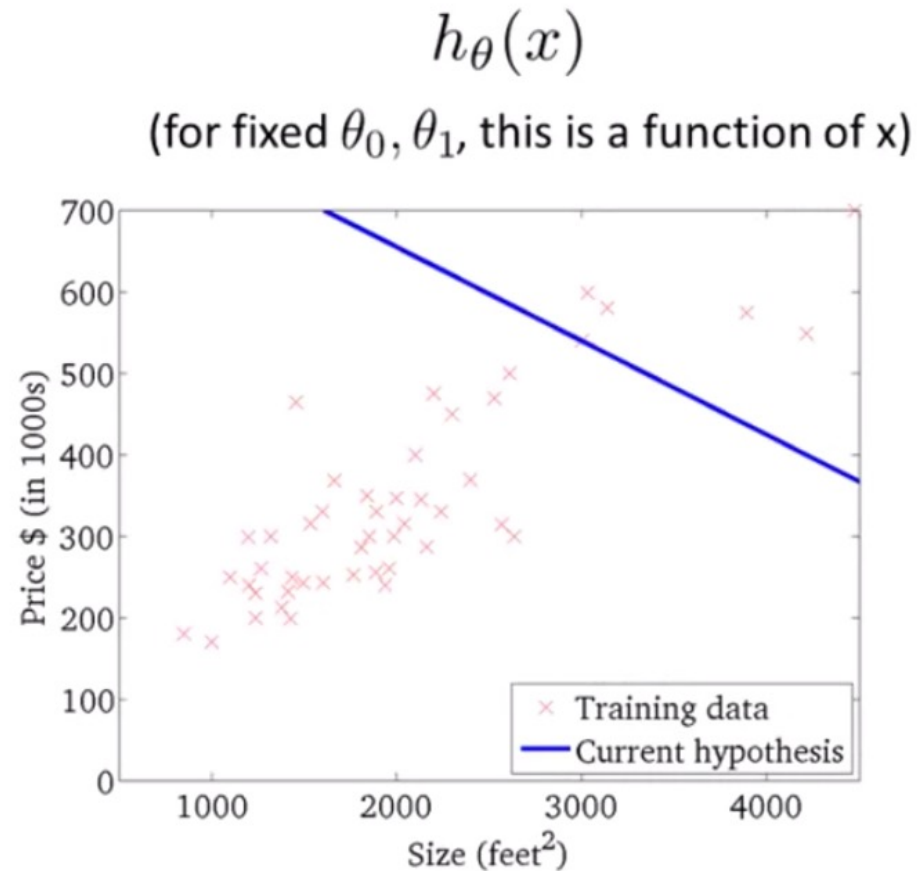 hθ(x)
(for fixed θ0, θ1, this is a function of x)
700
600
500
400
300
200
100
0
Price $ (in 1000s)
Training data
Current hypothesis
1000 2000 3000 4000
Size (feet²)